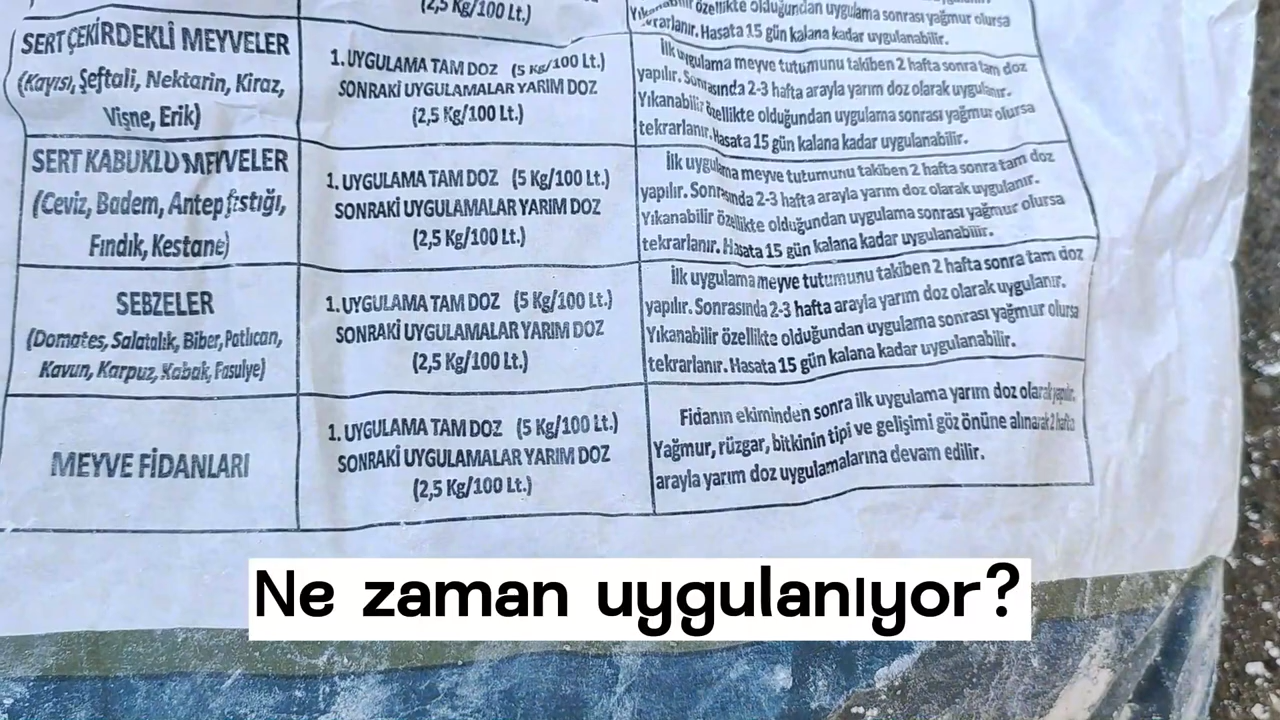 (2,5 Kg/100 Lt.)
Yıkanabilir özellikte olduğundan uygulama sonrası yağmur olursa
tekrarlanır. Hasata 15 gün kalana kadar uygulanabilir.
SERT ÇEKİRDEKLİ MEYVELER
(Kayısı, Şeftali, Nektarin, Kiraz,
Vişne, Erik)
1. UYGULAMA TAM DOZ (5 Kg/100 Lt.)
SONRAKİ UYGULAMALAR YARIM DOZ
(2,5 Kg/100 Lt.)
İlk uygulama meyve tutumunu takiben 2 hafta sonra tam doz
yapılır. Sonrasında 2-3 hafta arayla yarım doz olarak uygulanır.
Yıkanabilir özellikte olduğundan uygulama sonrası yağmur olursa
tekrarlanır. Hasata 15 gün kalana kadar uygulanabilir.
SERT KABUKLU MEYVELER
(Ceviz, Badem, Antep fıstığı,
Fındık, Kestane)
1. UYGULAMA TAM DOZ (5 Kg/100 Lt.)
SONRAKİ UYGULAMALAR YARIM DOZ
(2,5 Kg/100 Lt.)
İlk uygulama meyve tutumunu takiben 2 hafta sonra tam doz
yapılır. Sonrasında 2-3 hafta arayla yarım doz olarak uygulanır.
Yıkanabilir özellikte olduğundan uygulama sonrası yağmur olursa
tekrarlanır. Hasata 15 gün kalana kadar uygulanabilir.
SEBZELER
(Domates, Salatalık, Biber, Patlıcan,
Kavun, Karpuz, Kabak, Fasulye)
1. UYGULAMA TAM DOZ (5 Kg/100 Lt.)
SONRAKİ UYGULAMALAR YARIM DOZ
(2,5 Kg/100 Lt.)
İlk uygulama meyve tutumunu takiben 2 hafta sonra tam doz
yapılır. Sonrasında 2-3 hafta arayla yarım doz olarak uygulanır.
Yıkanabilir özellikte olduğundan uygulama sonrası yağmur olursa
tekrarlanır. Hasata 15 gün kalana kadar uygulanabilir.
MEYVE FİDANLARI
1. UYGULAMA TAM DOZ (5 Kg/100 Lt.)
SONRAKİ UYGULAMALAR YARIM DOZ
(2,5 Kg/100 Lt.)
Fidanın ekiminden sonra ilk uygulama yarım doz olarak yapılır.
Yağmur, rüzgar, bitkinin tipi ve gelişimi göz önüne alınarak 2 hafta
arayla yarım doz uygulamalarına devam edilir.
Ne zaman uygulanıyor?